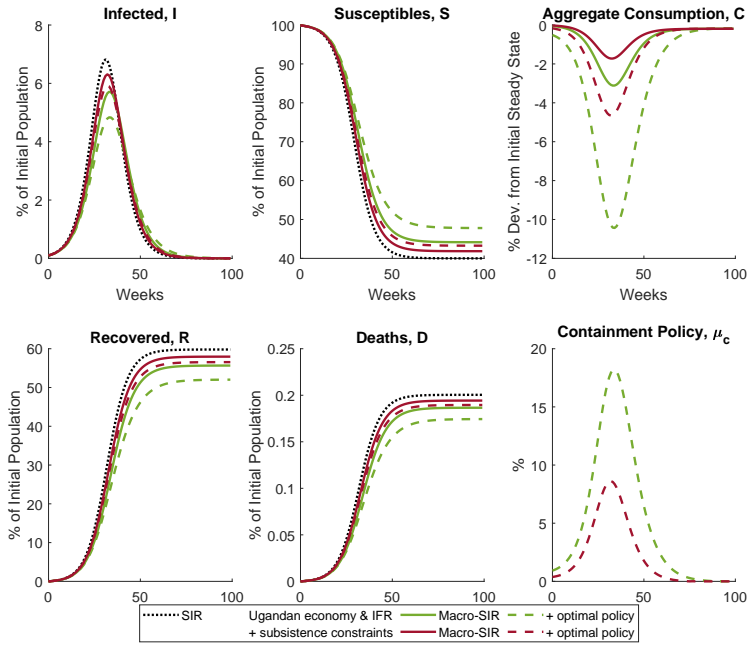 Infected, I
Susceptibles, S
Aggregate Consumption, C
% of Initial Population
8
6
4
2
0
0 50 100
Weeks
% of Initial Population
100
90
80
70
60
50
40
0 50 100
Weeks
% Dev. from Initial Steady State
0
-2
-4
-6
-8
-10
-12
0 50 100
Weeks
Recovered, R
Deaths, D
Containment Policy, μc
% of Initial Population
60
50
40
30
20
10
0
0 50 100
% of Initial Population
0.25
0.2
0.15
0.1
0.05
0
0 50 100
%
20
15
10
5
0
0 50 100
SIR Ugandan economy & IFR Macro-SIR + optimal policy
+ subsistence constraints Macro-SIR + optimal policy